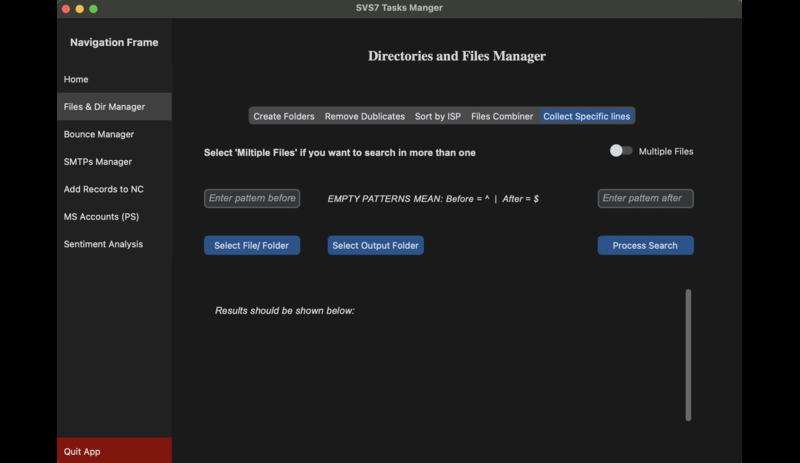 SVS7 Tasks Manger
Navigation Frame
Home
Files & Dir Manager
Bounce Manager
SMTPs Manager
Add Records to NC
MS Accounts (PS)
Sentiment Analysis
Quit App
Directories and Files Manager
Create Folders Remove Dublicates Sort by ISP Files Combiner Collect Specific lines
Select 'Miltiple Files' if you want to search in more than one
Multiple Files
Enter pattern before
EMPTY PATTERNS MEAN: Before = ^ | After = $
Enter pattern after
Select File/ Folder
Select Output Folder
Process Search
Results should be shown below: